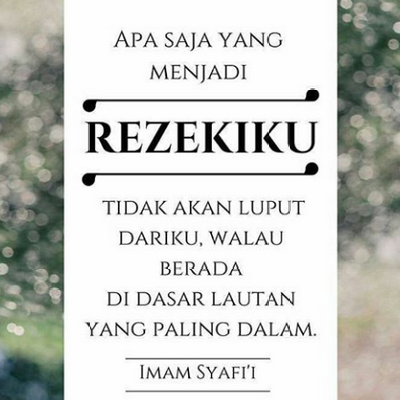 Apa saja yang
menjadi
REZEKIKU
tidak akan luput
dariku, walau
berada
di dasar lautan
yang paling dalam.
Imam Syafi'i